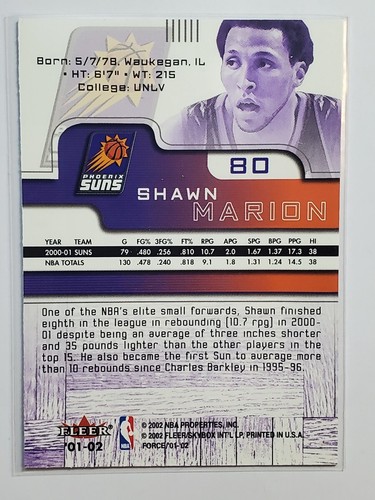 Born: 5/7/78, Waukegan, IL
• HT: 6'7" • WT: 215
College: UNLV
PHOENIX
SUNS
80
SHAWN
MARION
YEAR TEAM G FG% 3FG% FT% RPG APG SPG BPG PPG HI
2000-01 SUNS 79 .480 .256 .810 10.7 2.0 1.67 1.37 17.3 38
NBA TOTALS 130 .478 .240 .818 9.1 1.8 1.31 1.24 14.5 38
One of the NBA's elite small forwards, Shawn finished
eighth in the league in rebounding (10.7 rpg) in 2000-
01 despite being an average of three inches shorter
and 35 pounds lighter than the other players in the
top 15. He also became the first Sun to average more
than 10 rebounds since Charles Barkley in 1995-96.
FLEER
'01-02
NBA
© 2002 NBA PROPERTIES, INC.
© 2002 FLEER/SKYBOX INT'L LP, PRINTED IN U.S.A.
FORCE/'01-'02